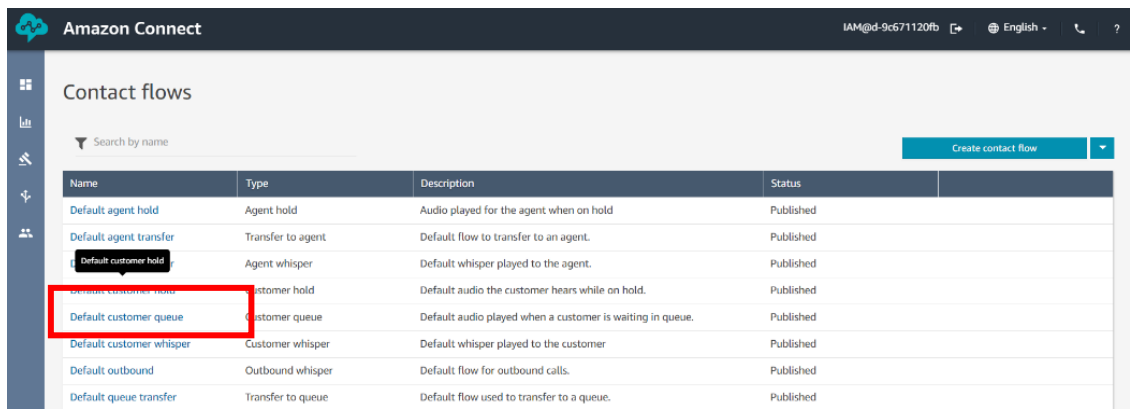 Amazon Connect IAM@d-9c671120fb English ?
Contact flows
Search by name
Create contact flow
Name Type Description Status
Default agent hold Agent hold Audio played for the agent when on hold Published
Default agent transfer Transfer to agent Default flow to transfer to an agent. Published
Default customer hold Agent whisper Default whisper played to the agent. Published
Default customer hold Customer hold Default audio the customer hears while on hold. Published
Default customer queue Customer queue Default audio played when a customer is waiting in queue. Published
Default customer whisper Customer whisper Default whisper played to the customer Published
Default outbound Outbound whisper Default flow for outbound calls. Published
Default queue transfer Transfer to queue Default flow used to transfer to a queue. Published